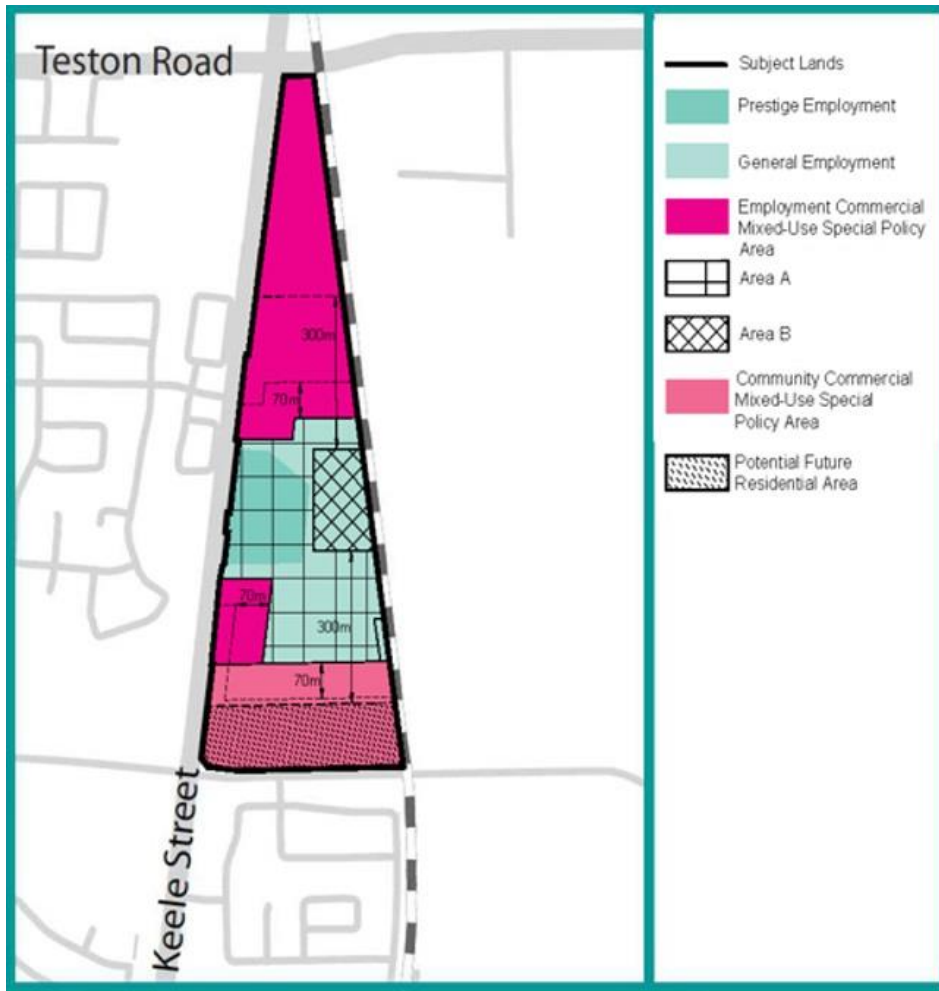 Teston Road
300m
70m
70m
300m
70m
Keele Street
Subject Lands
Prestige Employment
General Employment
Employment Commercial
Mixed-Use Special Policy
Area
Area A
Area B
Community Commercial
Mixed-Use Special
Policy Area
Potential Future
Residential Area